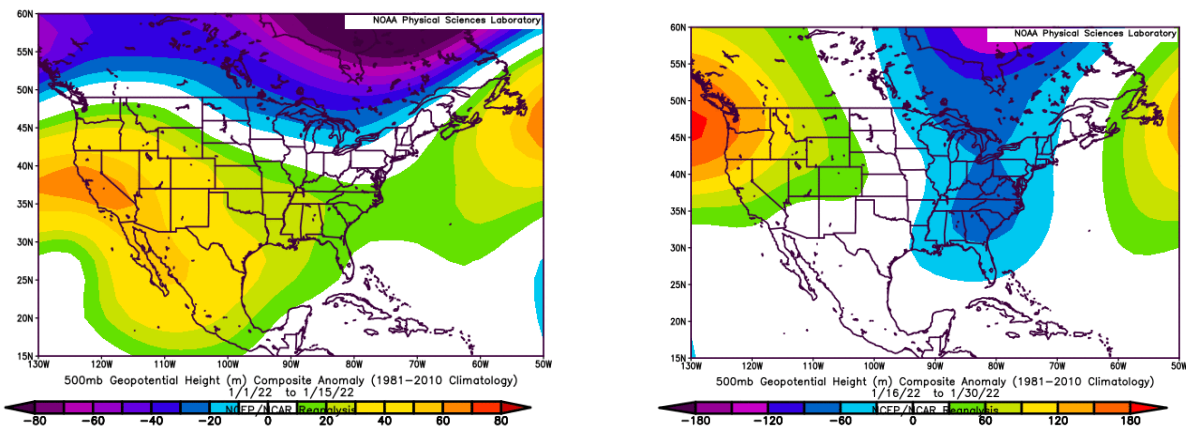 NOAA Physical Sciences Laboratory
60N
55N
50N
45N
40N
35N
30N
25N
20N
15N
130W 120W 110W 100W 90W 80W 70W 60W 50W
500mb Geopotential Height (m) Composite Anomaly (1981-2010 Climatology)
1/1/22 to 1/15/22
NCEP/NCAR Reanalysis
-80 -60 -40 -20 0 20 40 60 80
NOAA Physical Sciences Laboratory
60N
55N
50N
45N
40N
35N
30N
25N
20N
15N
130W 120W 110W 100W 90W 80W 70W 60W 50W
500mb Geopotential Height (m) Composite Anomaly (1981-2010 Climatology)
1/16/22 to 1/30/22
NCEP/NCAR Reanalysis
-180 -120 -60 0 60 120 180